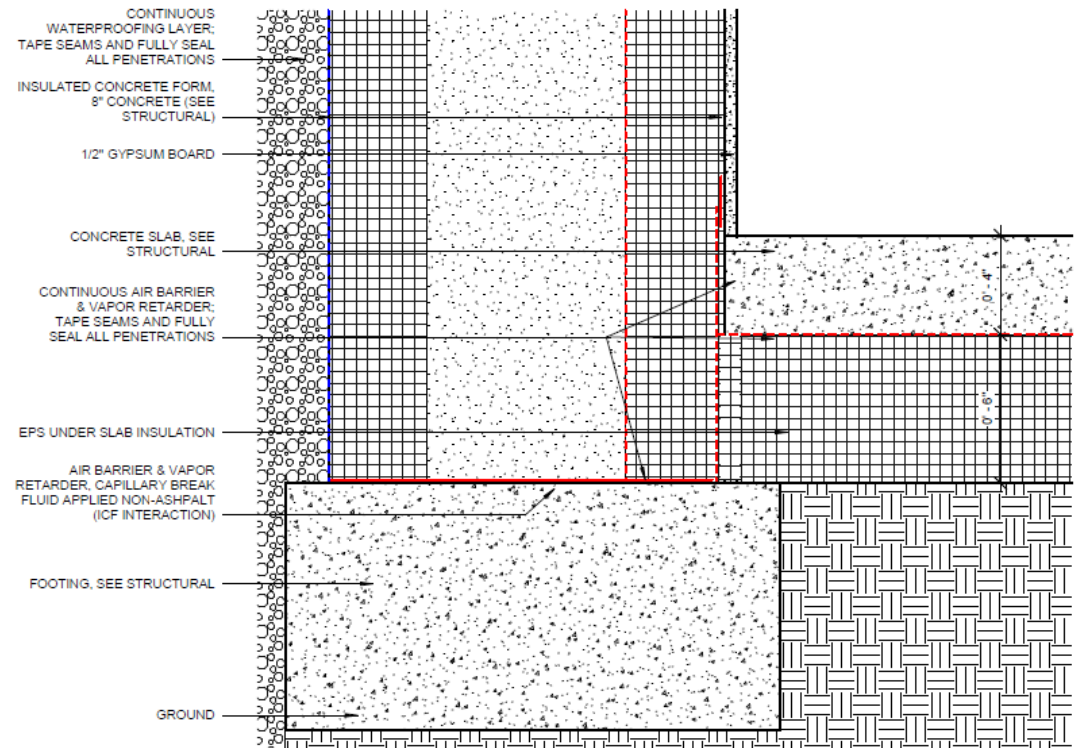 CONTINUOUS
WATERPROOFING LAYER;
TAPE SEAMS AND FULLY SEAL
ALL PENETRATIONS
INSULATED CONCRETE FORM,
8" CONCRETE (SEE
STRUCTURAL)
1/2" GYPSUM BOARD
CONCRETE SLAB, SEE
STRUCTURAL
0' - 4"
CONTINUOUS AIR BARRIER
& VAPOR RETARDER;
TAPE SEAMS AND FULLY
SEAL ALL PENETRATIONS
0' - 6"
EPS UNDER SLAB INSULATION
AIR BARRIER & VAPOR
RETARDER, CAPILLARY BREAK
FLUID APPLIED NON-ASHPALT
(ICF INTERACTION)
FOOTING, SEE STRUCTURAL
GROUND